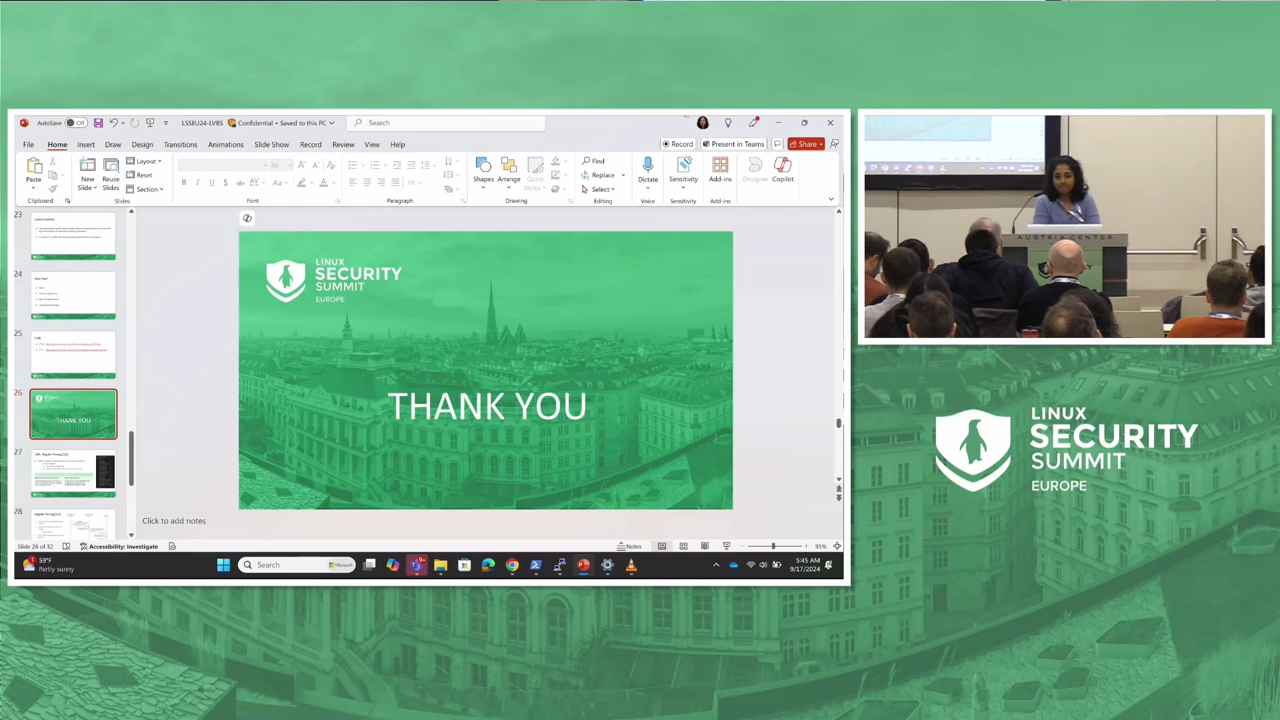 AutoSave
Off
LSSEU24-LVBS
Confidential • Saved to this PC
Search
File
Home
Insert
Draw
Design
Transitions
Animations
Slide Show
Record
Review
View
Help
Record
Present in Teams
Share
Paste
Clipboard
New
Slide
Reuse
Slides
Layout
Reset
Section
Slides
Font
Paragraph
Shapes
Arrange
Quick
Styles
Drawing
Find
Replace
Select
Editing
Dictate
Voice
Sensitivity
Sensitivity
Add-ins
Add-ins
Designer
Copilot
23
24
25
26
THANK YOU
27
28
LINUX
SECURITY
SUMMIT
EUROPE
THANK YOU
Click to add notes
Slide 26 of 32
Accessibility: Investigate
Notes
95%
59°F
Partly sunny
Search
5:45 AM
9/17/2024
AUSTRIA CENTER
LINUX
SECURITY
SUMMIT
EUROPE